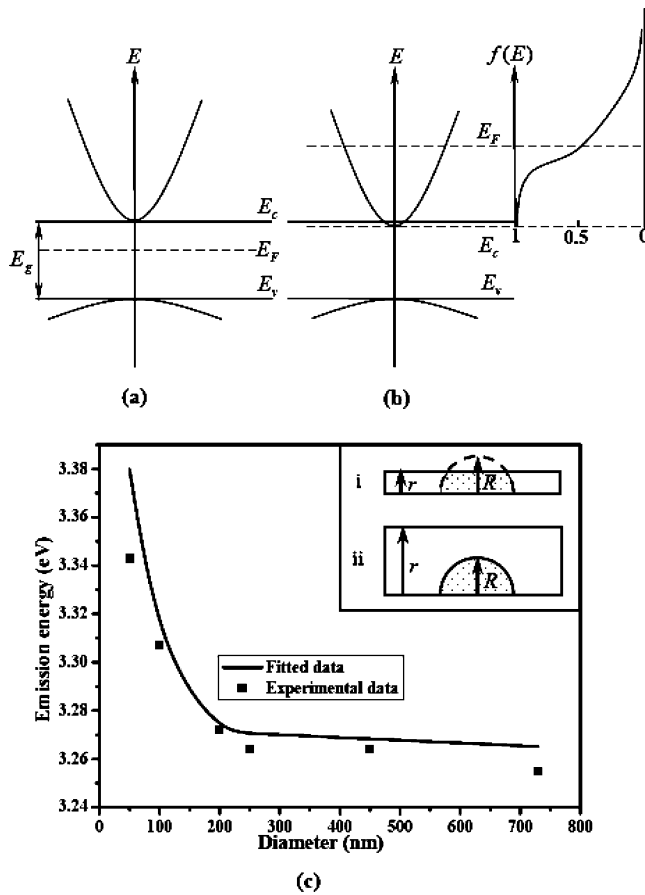 E
E
f(E)
E_F
E_c
E_g
E_F
E_c
1
0.5
0
E_v
E_v
(a)
(b)
3.38
3.36
3.34
3.32
3.30
3.28
3.26
3.24
Emission energy (eV)
i
r
R
ii
r
R
Fitted data
Experimental data
0
100
200
300
400
500
600
700
800
Diameter (nm)
(c)